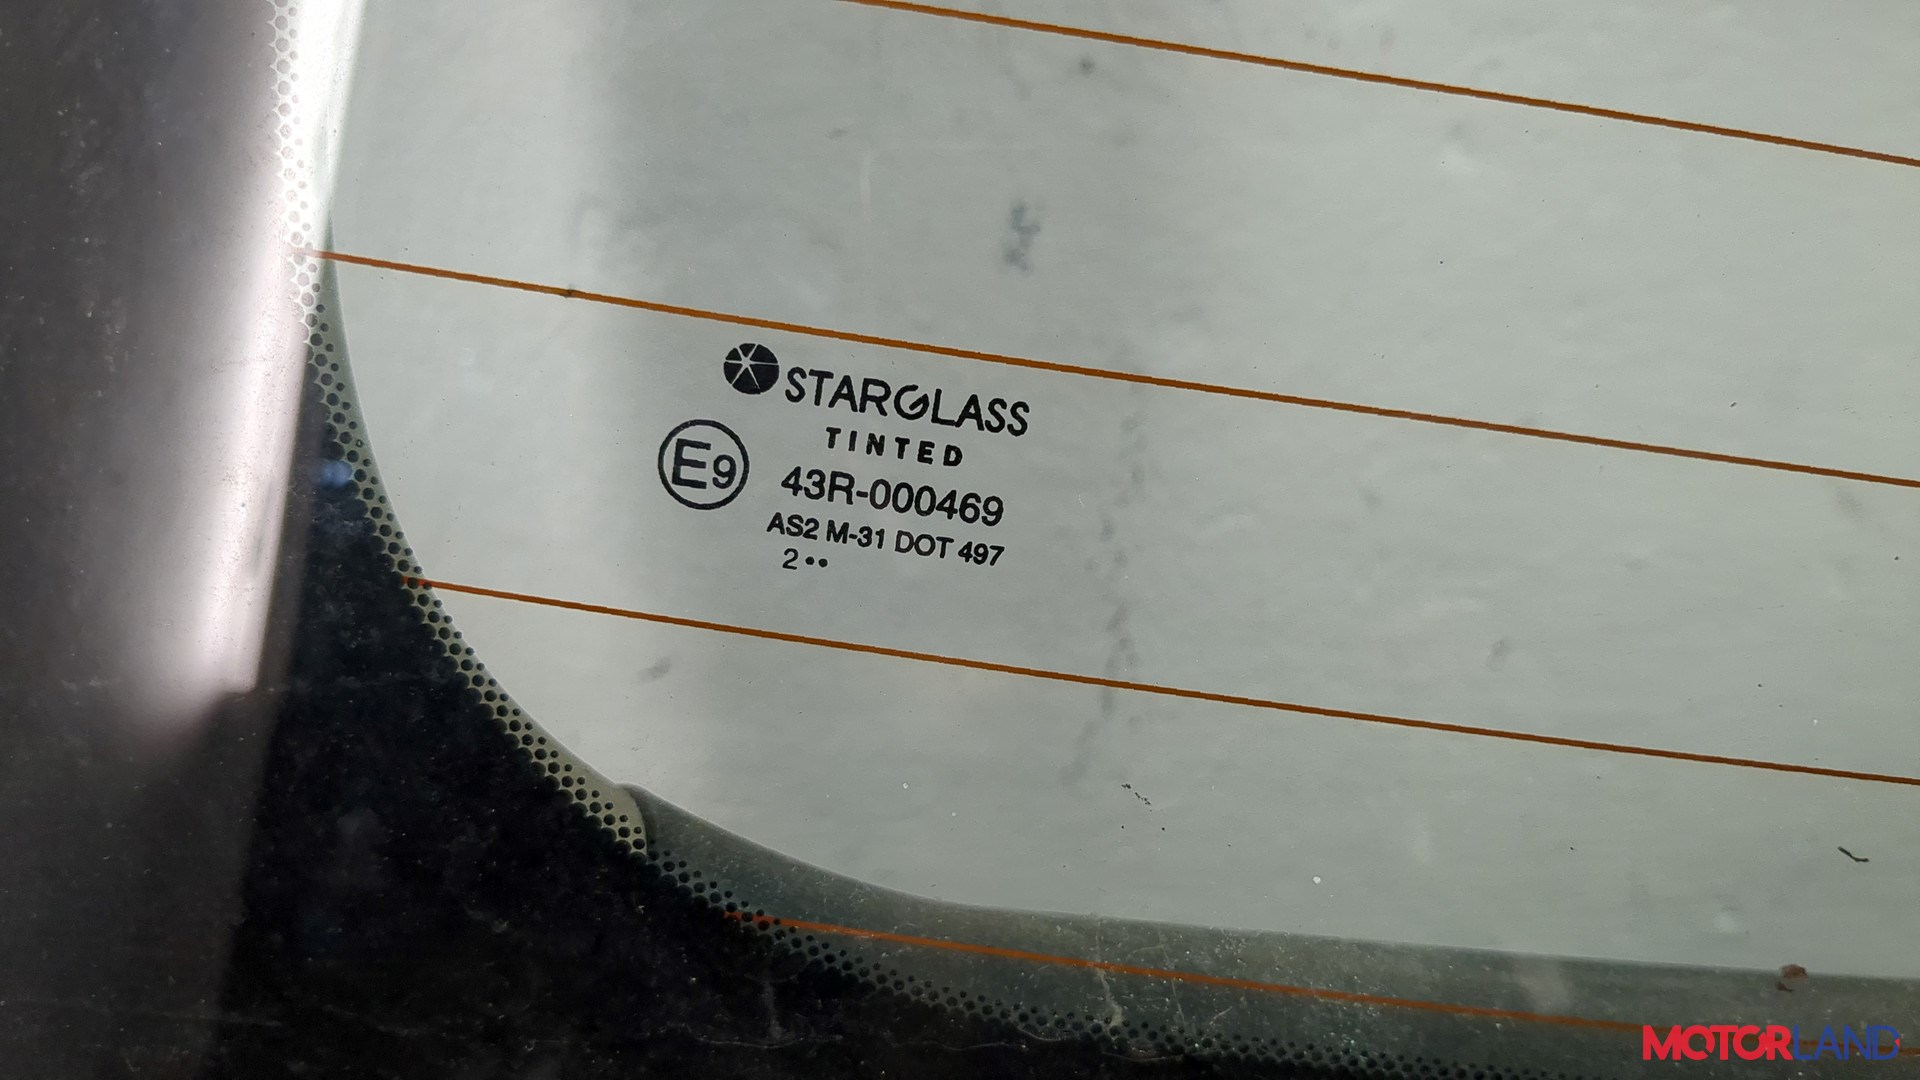 STARGLASS
TINTED
E9 43R-000469
AS2 M-31 DOT 497
2••
MOTORLAND